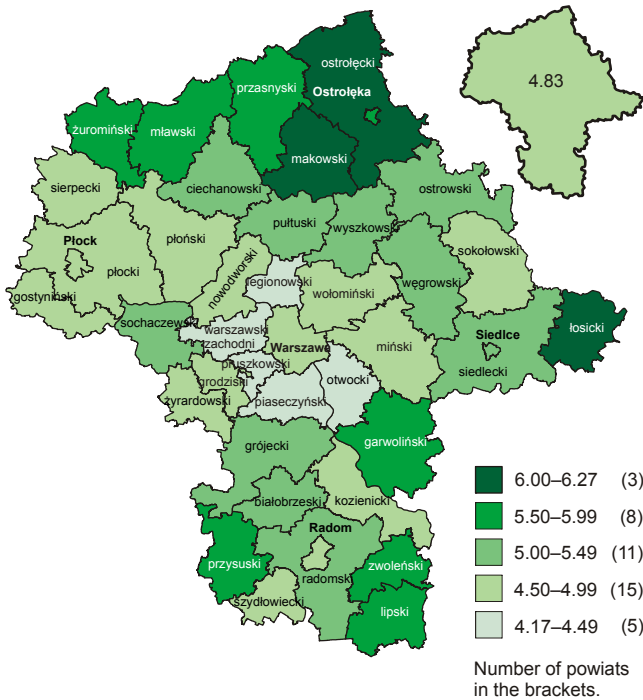 ostrołęcki
Ostrołęka
przasnyski
4.83
żuromiński
mławski
makowski
sierpecki
ciechanowski
ostrowski
pułtuski
wyszkowski
Płock
płoński
sokołowski
płocki
nowodworski
węgrowski
legionowski
wołomiński
gostyniński
sochaczewski
warszawski
zachodni
Warszawa
miński
Siedlce
łosicki
pruszkowski
otwocki
siedlecki
grodziski
żyrardowski
piaseczyński
garwoliński
grójecki
białobrzeski
kozienicki
Radom
przysuski
zwoleński
radomski
szydłowiecki
lipski
6.00–6.27 (3)
5.50–5.99 (8)
5.00–5.49 (11)
4.50–4.99 (15)
4.17–4.49 (5)
Number of powiats
in the brackets.